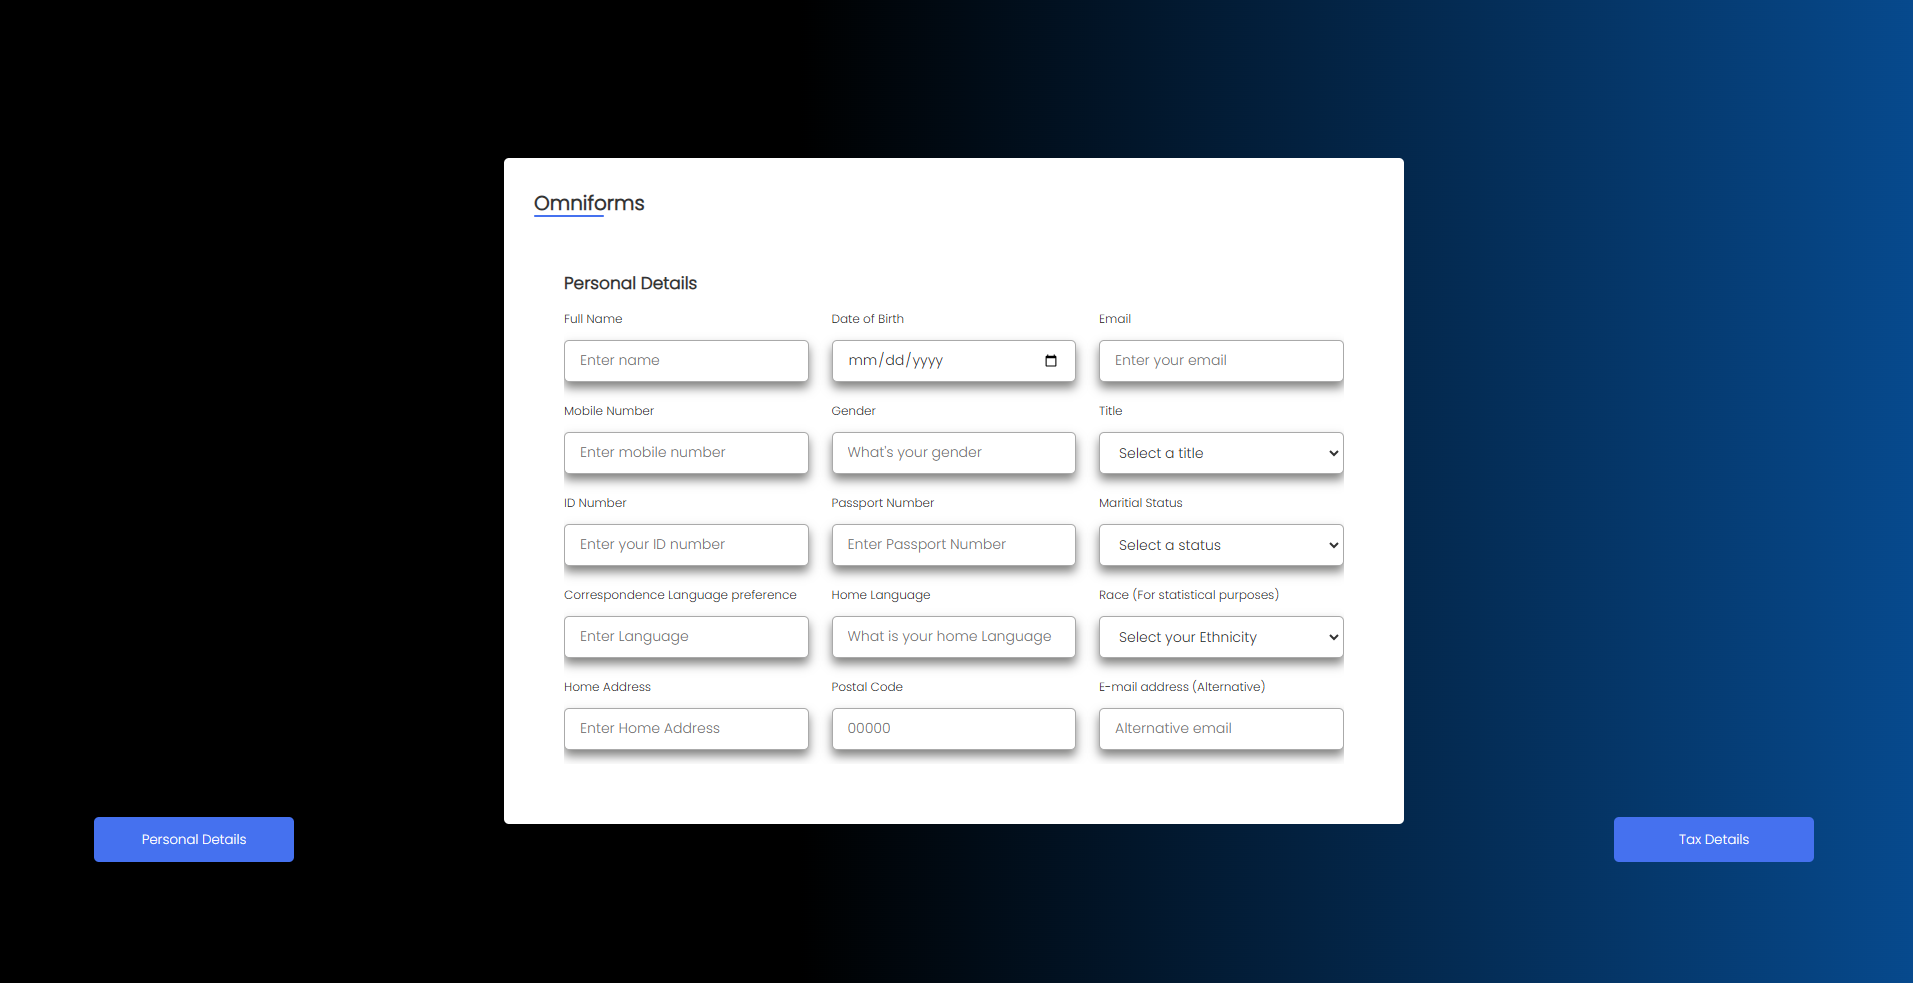 Omniforms
Personal Details
Full Name Date of Birth Email
Enter name mm/dd/yyyy Enter your email
Mobile Number Gender Title
Enter mobile number What's your gender Select a title
ID Number Passport Number Maritial Status
Enter your ID number Enter Passport Number Select a status
Correspondence Language preference Home Language Race (For statistical purposes)
Enter Language What is your home Language Select your Ethnicity
Home Address Postal Code E-mail address (Alternative)
Enter Home Address 00000 Alternative email
Personal Details Tax Details